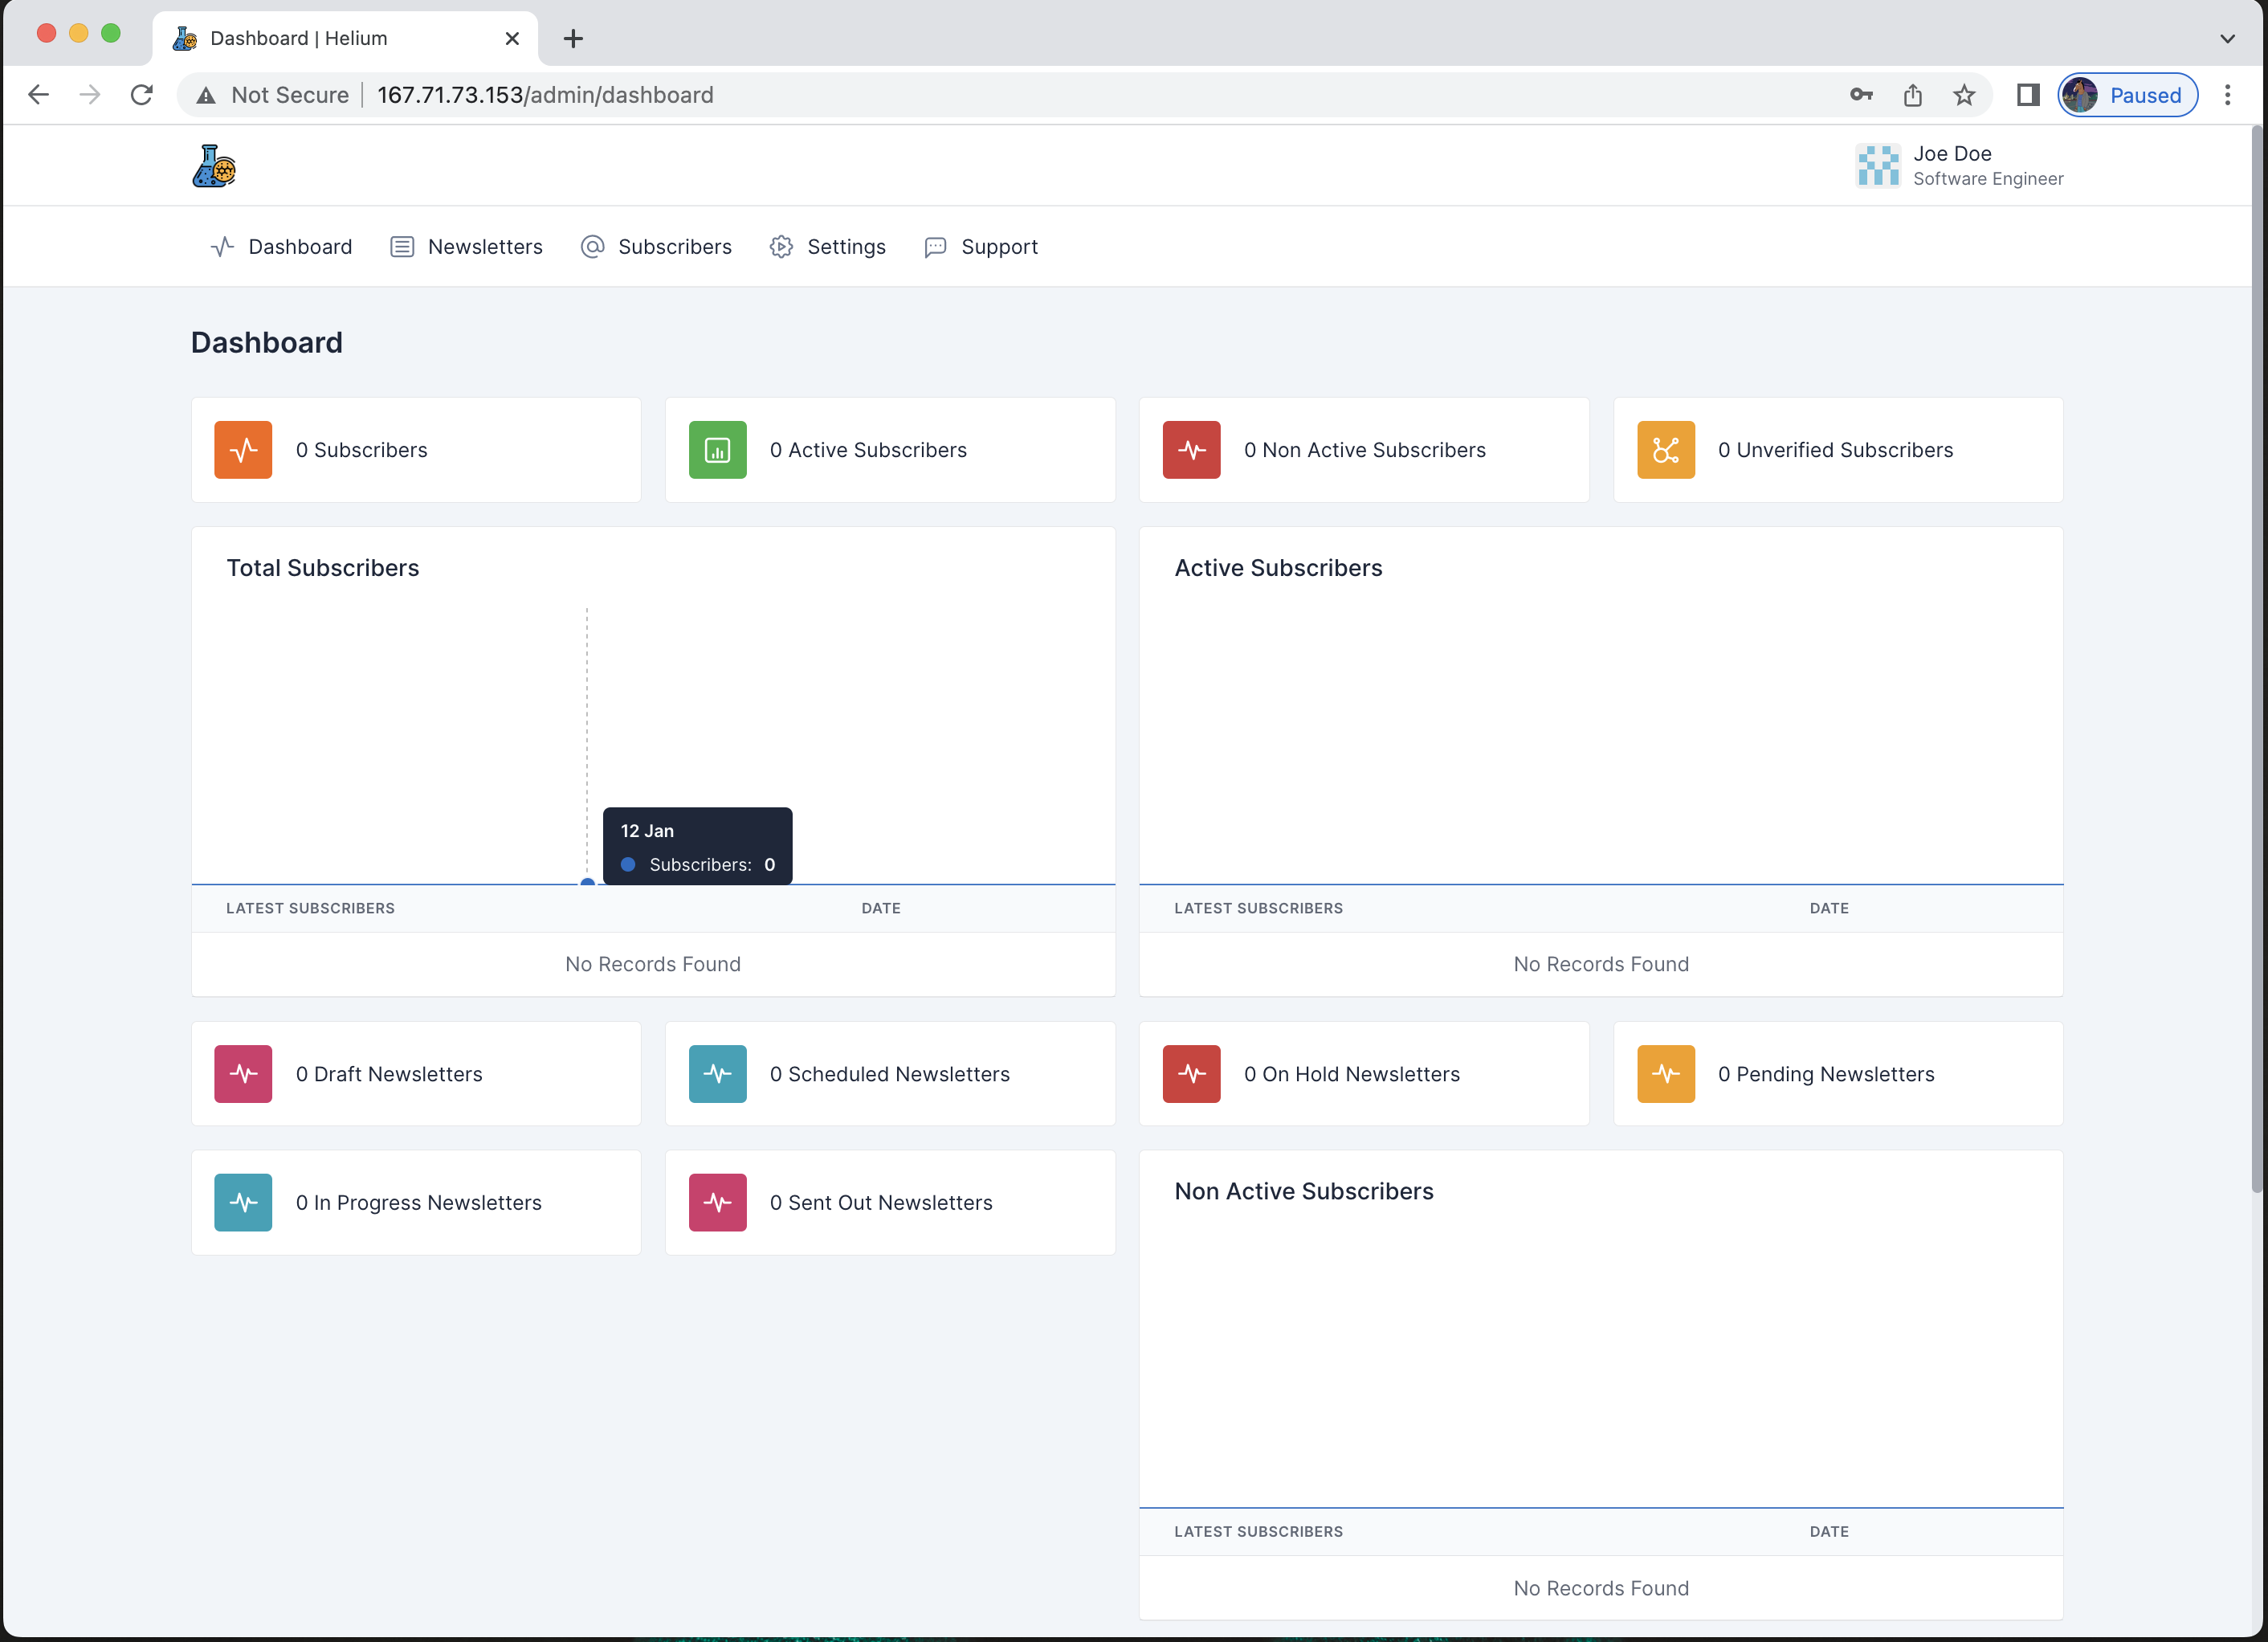 Dashboard | Helium
Not Secure 167.71.73.153/admin/dashboard
Paused
Joe Doe
Software Engineer
Dashboard Newsletters Subscribers Settings Support
Dashboard
0 Subscribers
0 Active Subscribers
0 Non Active Subscribers
0 Unverified Subscribers
Total Subscribers
12 Jan
Subscribers: 0
LATEST SUBSCRIBERS DATE
No Records Found
Active Subscribers
LATEST SUBSCRIBERS DATE
No Records Found
0 Draft Newsletters
0 Scheduled Newsletters
0 On Hold Newsletters
0 Pending Newsletters
0 In Progress Newsletters
0 Sent Out Newsletters
Non Active Subscribers
LATEST SUBSCRIBERS DATE
No Records Found